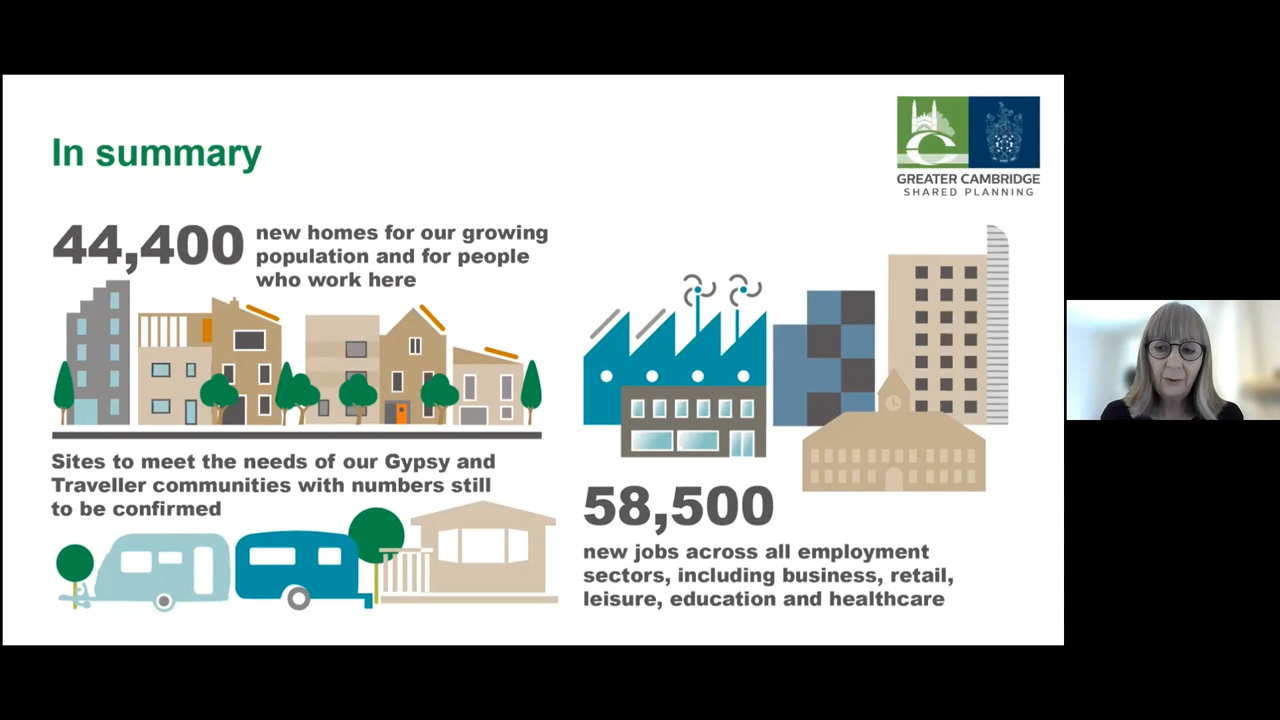 In summary
GREATER CAMBRIDGE
SHARED PLANNING
44,400
new homes for our growing
population and for people
who work here
Sites to meet the needs of our Gypsy and
Traveller communities with numbers still
to be confirmed
58,500
new jobs across all employment
sectors, including business, retail,
leisure, education and healthcare